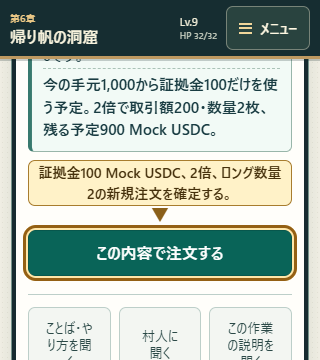 第6章
帰り帆の洞窟
Lv.9
HP 32/32
メニュー
今の手元1,000から証拠金100だけを使
う予定。2倍で取引額200・数量2枚、
残る予定900 Mock USDC。
証拠金100 Mock USDC、2倍、ロング数量
2の新規注文を確定する。
この内容で注文する
ことば・や
り方を聞
村人に
聞く
この作業
の説明を
聞く